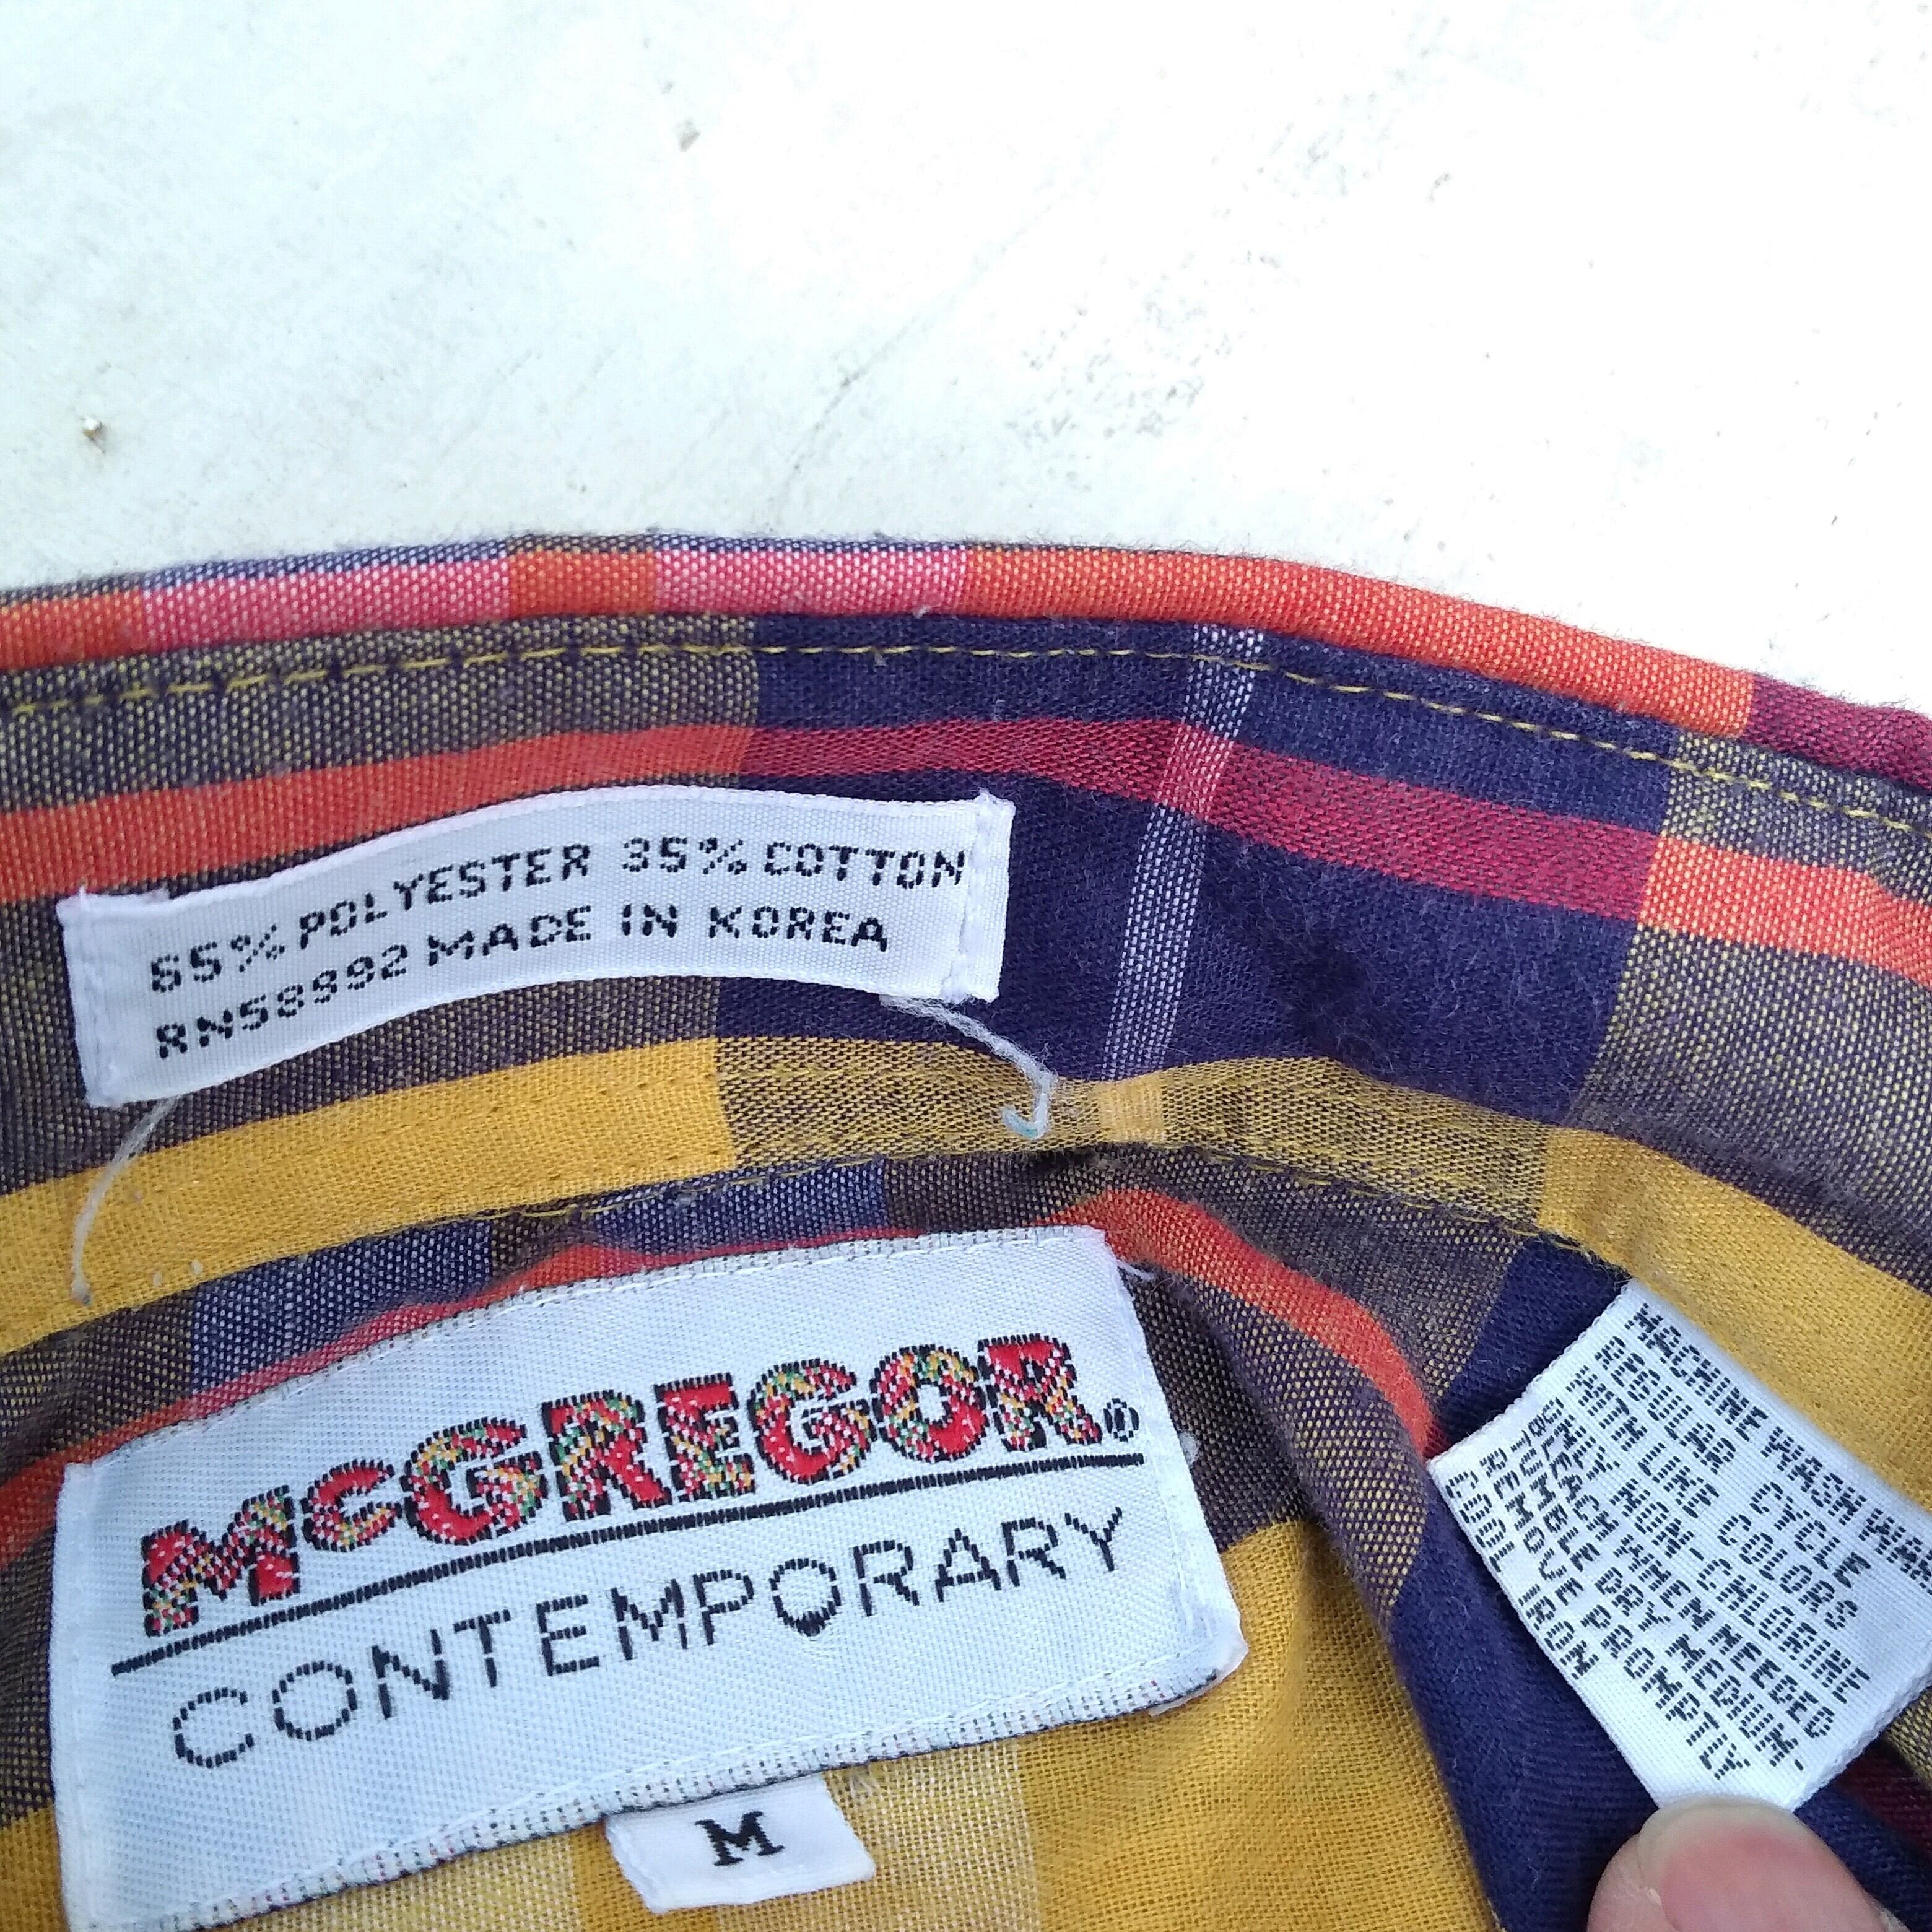 65% POLYESTER 35% COTTON
RN58992 MADE IN KOREA
McGREGOR®
CONTEMPORARY
M
MACHINE WASH WARM
REGULAR CYCLE
WITH LIKE COLORS
ONLY NON-CHLORINE
BLEACH WHEN NEEDED
TUMBLE DRY MEDIUM.
REMOVE PROMPTLY
COOL IRON